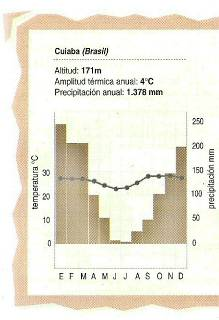 Cuiaba (Brasil)
Altitud: 171m
Amplitud térmica anual: 4°C
Precipitación anual: 1.378 mm
temperatura °C
30
20
10
0
250
200
150
100
50
0
precipitación mm
E F M A M J J A S O N D